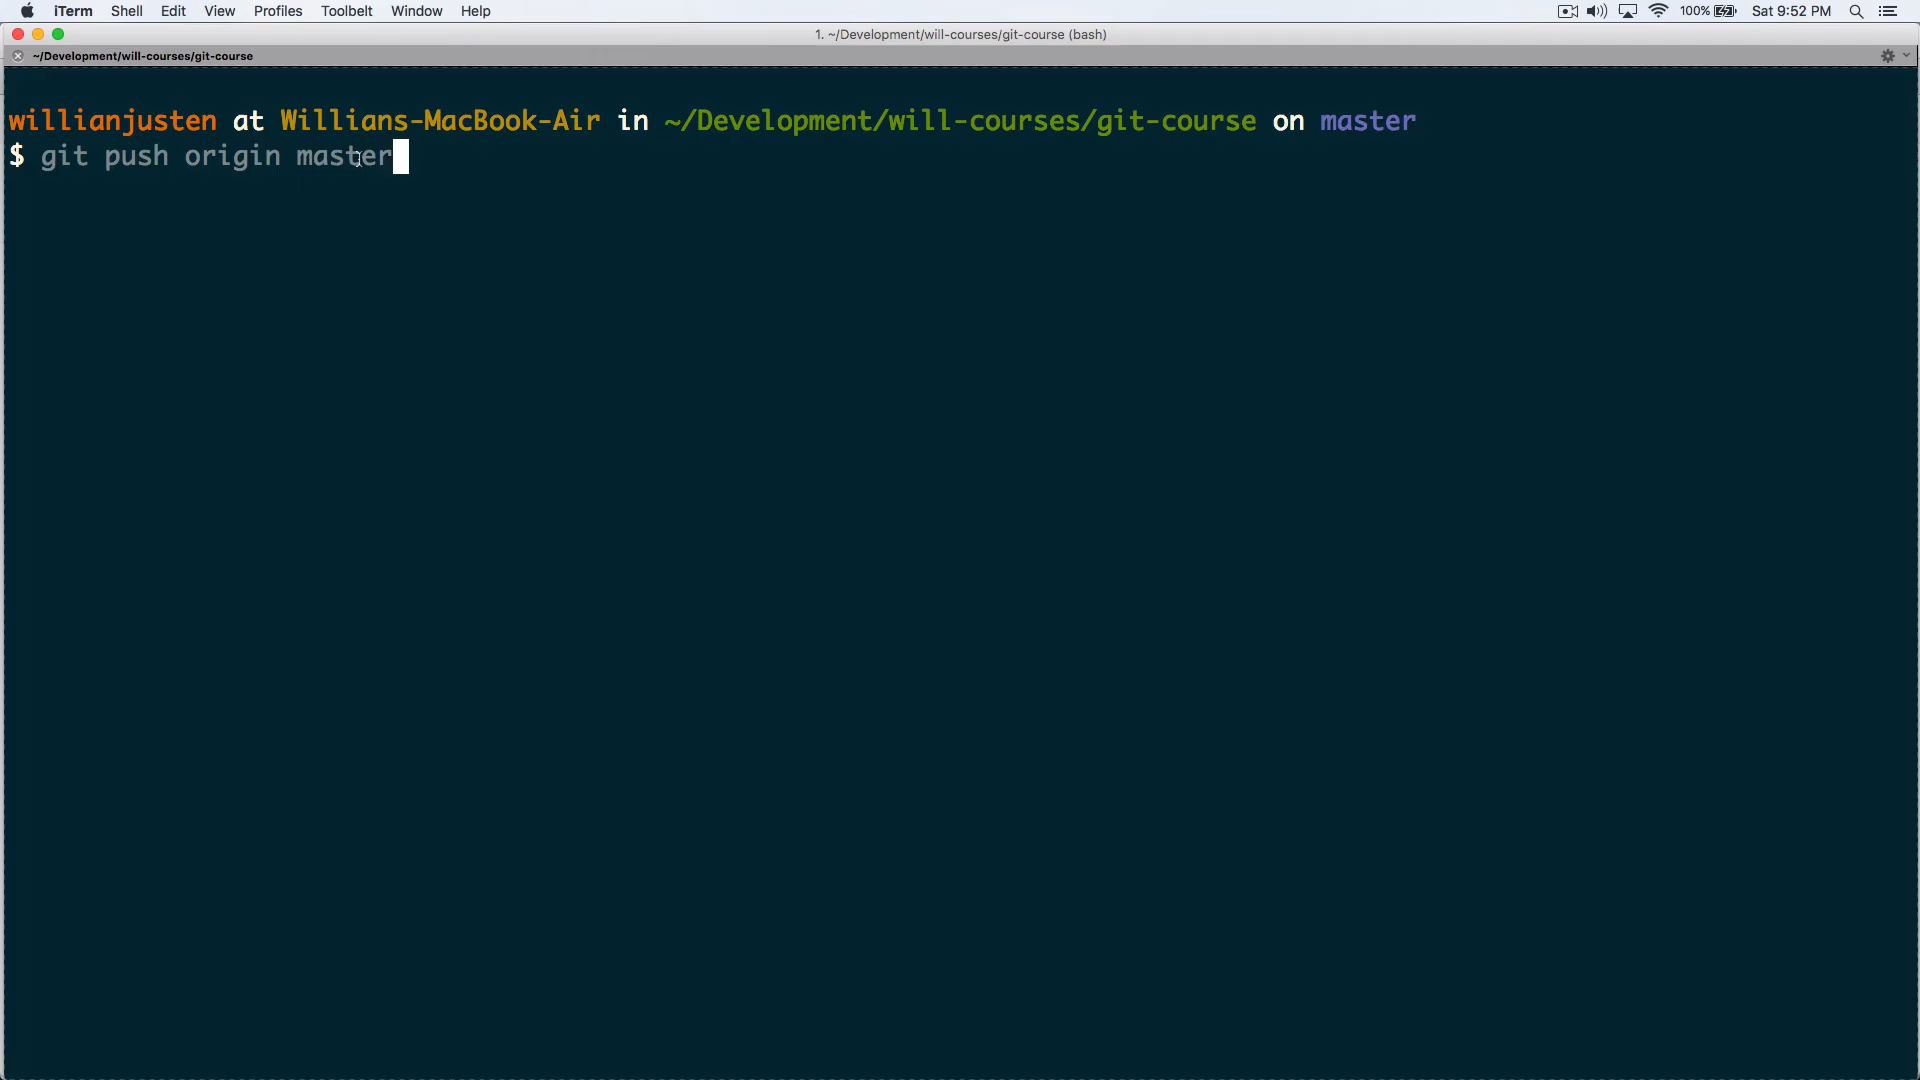 iTerm Shell Edit View Profiles Toolbelt Window Help 100% Sat 9:52 PM
1. ~/Development/will-courses/git-course (bash)
~/Development/will-courses/git-course
willianjusten at Willians-MacBook-Air in ~/Development/will-courses/git-course on master
$ git push origin master